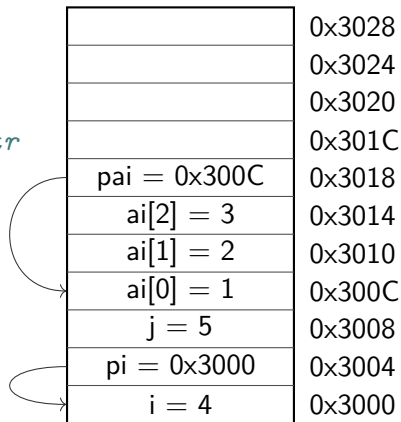 0x3028
0x3024
0x3020
0x301C
pai = 0x300C 0x3018
ai[2] = 3 0x3014
ai[1] = 2 0x3010
ai[0] = 1 0x300C
j = 5 0x3008
pi = 0x3000 0x3004
i = 4 0x3000